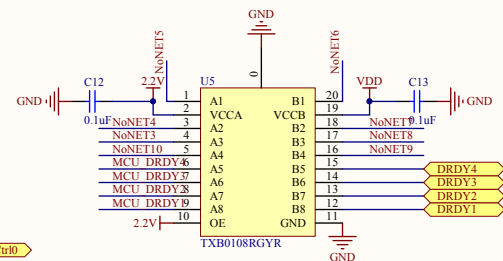 GND
NoNET5
NoNET6
C12
2.2V
U5
0
VDD
C13
GND
0.1uF
1
A1
B1
20
0.1uF
GND
2
VCCA
VCCB
19
NoNET4
3
A2
B2
18
NoNET7
NoNET3
4
A3
B3
17
NoNET8
NoNET10
5
A4
B4
16
NoNET9
MCU_DRDY4
6
A5
B5
15
DRDY4
MCU_DRDY3
7
A6
B6
14
DRDY3
MCU_DRDY2
8
A7
B7
13
DRDY2
MCU_DRDY1
9
A8
B8
12
DRDY1
2.2V
10
OE
GND
11
TXB0108RGYR
GND